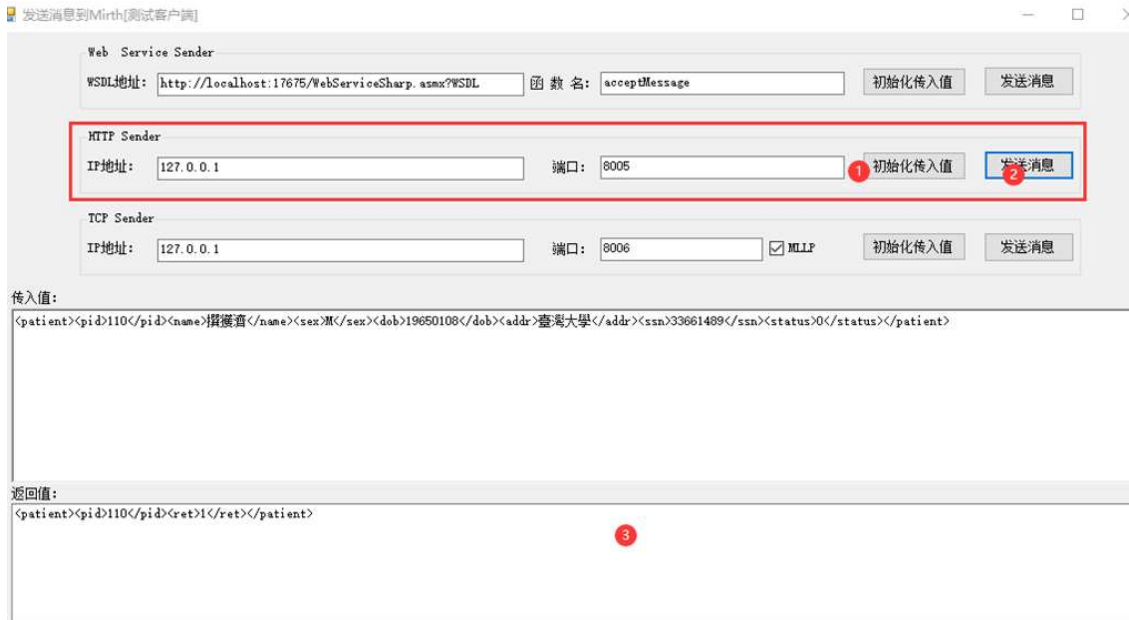 发送消息到Mirth[测试客户端]
Web Service Sender
WSDL地址: http://localhost:17675/WebServiceSharp.asmx?WSDL 函 数 名: acceptMessage 初始化传入值 发送消息
HTTP Sender
IP地址: 127.0.0.1 端口: 8005 1 初始化传入值 发送消息 2
TCP Sender
IP地址: 127.0.0.1 端口: 8006 MLLP 初始化传入值 发送消息
传入值:
<patient><pid>110</pid><name>撰擭濱</name><sex>M</sex><dob>19650108</dob><addr>臺灣大學</addr><ssn>33661489</ssn><status>0</status></patient>
返回值:
<patient><pid>110</pid><ret>1</ret></patient>
3